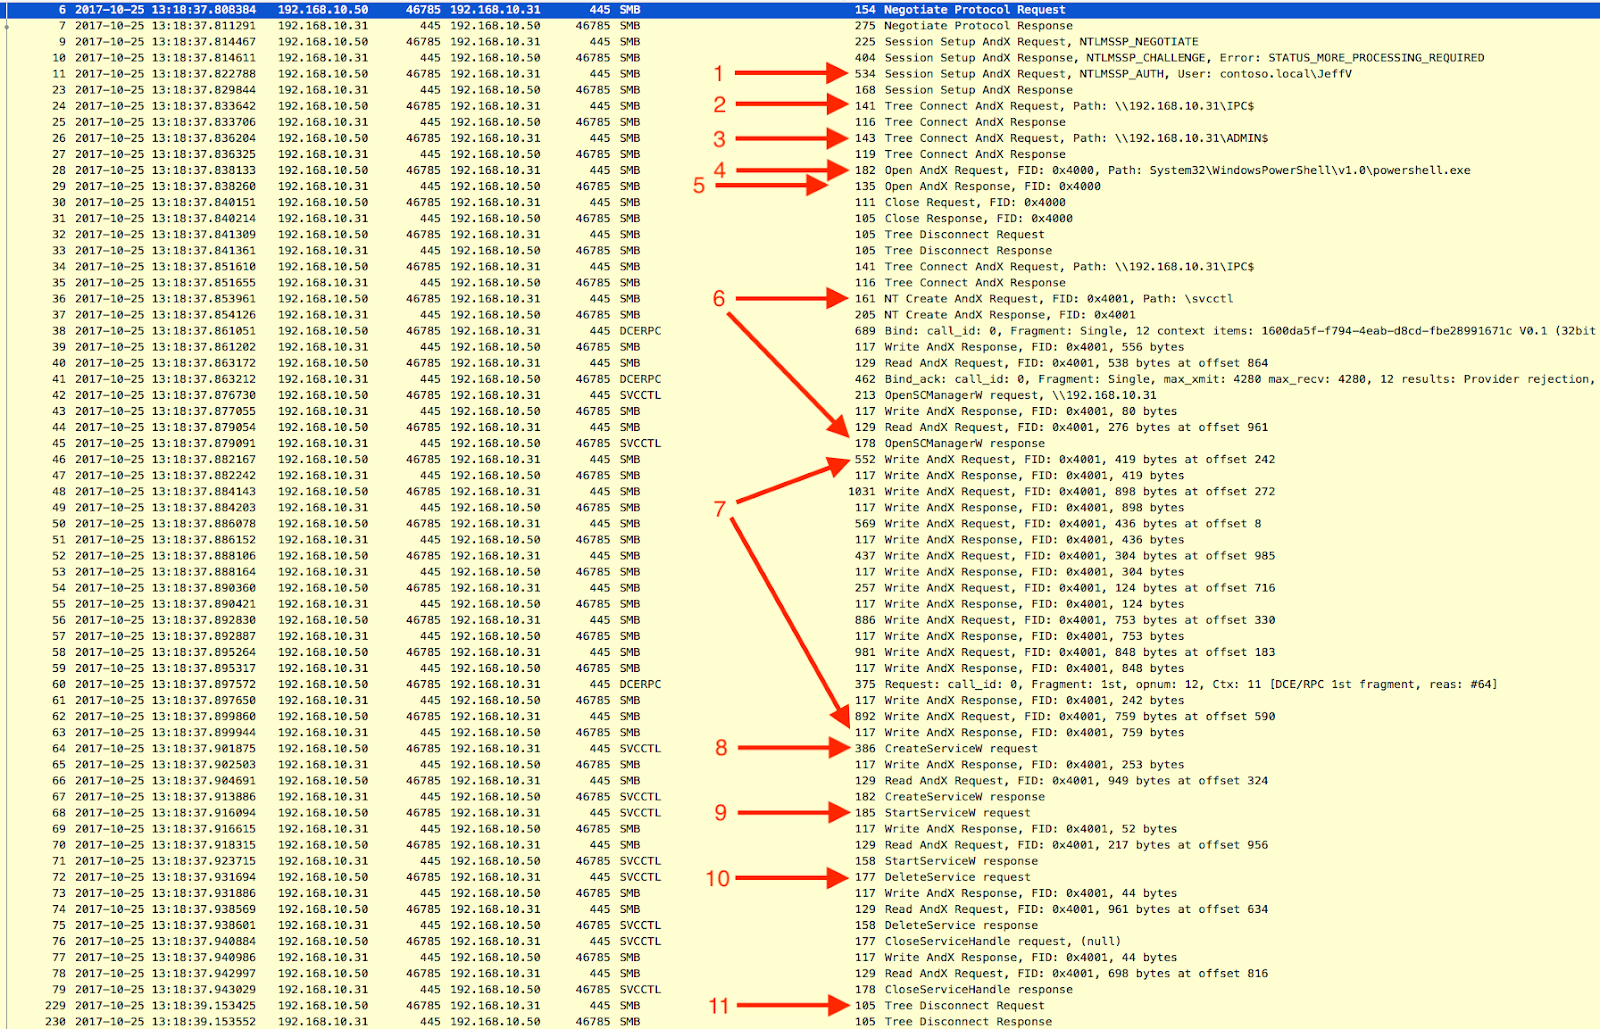 6 2017-10-25 13:18:37.808384 192.168.10.50 46785 192.168.10.31 445 SMB 154 Negotiate Protocol Request
7 2017-10-25 13:18:37.811291 192.168.10.31 445 192.168.10.50 46785 SMB 275 Negotiate Protocol Response
9 2017-10-25 13:18:37.814467 192.168.10.50 46785 192.168.10.31 445 SMB 225 Session Setup AndX Request, NTLMSSP_NEGOTIATE
10 2017-10-25 13:18:37.814611 192.168.10.31 445 192.168.10.50 46785 SMB 404 Session Setup AndX Response, NTLMSSP_CHALLENGE, Error: STATUS_MORE_PROCESSING_REQUIRED
11 2017-10-25 13:18:37.822788 192.168.10.50 46785 192.168.10.31 445 SMB 1 534 Session Setup AndX Request, NTLMSSP_AUTH, User: contoso.local\JeffV
23 2017-10-25 13:18:37.829844 192.168.10.31 445 192.168.10.50 46785 SMB 168 Session Setup AndX Response
24 2017-10-25 13:18:37.833642 192.168.10.50 46785 192.168.10.31 445 SMB 2 141 Tree Connect AndX Request, Path: \\192.168.10.31\IPC$
25 2017-10-25 13:18:37.833706 192.168.10.31 445 192.168.10.50 46785 SMB 116 Tree Connect AndX Response
26 2017-10-25 13:18:37.836204 192.168.10.50 46785 192.168.10.31 445 SMB 3 143 Tree Connect AndX Request, Path: \\192.168.10.31\ADMIN$
27 2017-10-25 13:18:37.836325 192.168.10.31 445 192.168.10.50 46785 SMB 119 Tree Connect AndX Response
28 2017-10-25 13:18:37.838133 192.168.10.50 46785 192.168.10.31 445 SMB 4 182 Open AndX Request, FID: 0x4000, Path: System32\WindowsPowerShell\v1.0\powershell.exe
29 2017-10-25 13:18:37.838260 192.168.10.31 445 192.168.10.50 46785 SMB 5 135 Open AndX Response, FID: 0x4000
30 2017-10-25 13:18:37.840151 192.168.10.50 46785 192.168.10.31 445 SMB 111 Close Request, FID: 0x4000
31 2017-10-25 13:18:37.840214 192.168.10.31 445 192.168.10.50 46785 SMB 105 Close Response, FID: 0x4000
32 2017-10-25 13:18:37.841309 192.168.10.50 46785 192.168.10.31 445 SMB 105 Tree Disconnect Request
33 2017-10-25 13:18:37.841361 192.168.10.31 445 192.168.10.50 46785 SMB 105 Tree Disconnect Response
34 2017-10-25 13:18:37.851610 192.168.10.50 46785 192.168.10.31 445 SMB 141 Tree Connect AndX Request, Path: \\192.168.10.31\IPC$
35 2017-10-25 13:18:37.851655 192.168.10.31 445 192.168.10.50 46785 SMB 116 Tree Connect AndX Response
36 2017-10-25 13:18:37.853961 192.168.10.50 46785 192.168.10.31 445 SMB 6 161 NT Create AndX Request, FID: 0x4001, Path: \svcctl
37 2017-10-25 13:18:37.854126 192.168.10.31 445 192.168.10.50 46785 SMB 205 NT Create AndX Response, FID: 0x4001
38 2017-10-25 13:18:37.861051 192.168.10.50 46785 192.168.10.31 445 DCERPC 689 Bind: call_id: 0, Fragment: Single, 12 context items: 1600da5f-f794-4eab-d8cd-fbe28991671c V0.1 (32bit
39 2017-10-25 13:18:37.861202 192.168.10.31 445 192.168.10.50 46785 SMB 117 Write AndX Response, FID: 0x4001, 556 bytes
40 2017-10-25 13:18:37.863172 192.168.10.50 46785 192.168.10.31 445 SMB 129 Read AndX Request, FID: 0x4001, 538 bytes at offset 864
41 2017-10-25 13:18:37.863212 192.168.10.31 445 192.168.10.50 46785 DCERPC 462 Bind_ack: call_id: 0, Fragment: Single, max_xmit: 4280 max_recv: 4280, 12 results: Provider rejection,
42 2017-10-25 13:18:37.876730 192.168.10.50 46785 192.168.10.31 445 SVCCTL 213 OpenSCManagerW request, \\192.168.10.31
43 2017-10-25 13:18:37.877055 192.168.10.31 445 192.168.10.50 46785 SMB 117 Write AndX Response, FID: 0x4001, 80 bytes
44 2017-10-25 13:18:37.879054 192.168.10.50 46785 192.168.10.31 445 SMB 129 Read AndX Request, FID: 0x4001, 276 bytes at offset 961
45 2017-10-25 13:18:37.879091 192.168.10.31 445 192.168.10.50 46785 SVCCTL 178 OpenSCManagerW response
46 2017-10-25 13:18:37.882167 192.168.10.50 46785 192.168.10.31 445 SMB 552 Write AndX Request, FID: 0x4001, 419 bytes at offset 242
47 2017-10-25 13:18:37.882242 192.168.10.31 445 192.168.10.50 46785 SMB 117 Write AndX Response, FID: 0x4001, 419 bytes
48 2017-10-25 13:18:37.884143 192.168.10.50 46785 192.168.10.31 445 SMB 1031 Write AndX Request, FID: 0x4001, 898 bytes at offset 272
49 2017-10-25 13:18:37.884203 192.168.10.31 445 192.168.10.50 46785 SMB 7 117 Write AndX Response, FID: 0x4001, 898 bytes
50 2017-10-25 13:18:37.886078 192.168.10.50 46785 192.168.10.31 445 SMB 569 Write AndX Request, FID: 0x4001, 436 bytes at offset 8
51 2017-10-25 13:18:37.886152 192.168.10.31 445 192.168.10.50 46785 SMB 117 Write AndX Response, FID: 0x4001, 436 bytes
52 2017-10-25 13:18:37.888106 192.168.10.50 46785 192.168.10.31 445 SMB 437 Write AndX Request, FID: 0x4001, 304 bytes at offset 985
53 2017-10-25 13:18:37.888164 192.168.10.31 445 192.168.10.50 46785 SMB 117 Write AndX Response, FID: 0x4001, 304 bytes
54 2017-10-25 13:18:37.890360 192.168.10.50 46785 192.168.10.31 445 SMB 257 Write AndX Request, FID: 0x4001, 124 bytes at offset 716
55 2017-10-25 13:18:37.890421 192.168.10.31 445 192.168.10.50 46785 SMB 117 Write AndX Response, FID: 0x4001, 124 bytes
56 2017-10-25 13:18:37.892830 192.168.10.50 46785 192.168.10.31 445 SMB 886 Write AndX Request, FID: 0x4001, 753 bytes at offset 330
57 2017-10-25 13:18:37.892887 192.168.10.31 445 192.168.10.50 46785 SMB 117 Write AndX Response, FID: 0x4001, 753 bytes
58 2017-10-25 13:18:37.895264 192.168.10.50 46785 192.168.10.31 445 SMB 981 Write AndX Request, FID: 0x4001, 848 bytes at offset 183
59 2017-10-25 13:18:37.895317 192.168.10.31 445 192.168.10.50 46785 SMB 117 Write AndX Response, FID: 0x4001, 848 bytes
60 2017-10-25 13:18:37.897572 192.168.10.50 46785 192.168.10.31 445 DCERPC 375 Request: call_id: 0, Fragment: 1st, opnum: 12, Ctx: 11 [DCE/RPC 1st fragment, reas: #64]
61 2017-10-25 13:18:37.897650 192.168.10.31 445 192.168.10.50 46785 SMB 117 Write AndX Response, FID: 0x4001, 242 bytes
62 2017-10-25 13:18:37.899860 192.168.10.50 46785 192.168.10.31 445 SMB 892 Write AndX Request, FID: 0x4001, 759 bytes at offset 590
63 2017-10-25 13:18:37.899944 192.168.10.31 445 192.168.10.50 46785 SMB 117 Write AndX Response, FID: 0x4001, 759 bytes
64 2017-10-25 13:18:37.901875 192.168.10.50 46785 192.168.10.31 445 SVCCTL 8 386 CreateServiceW request
65 2017-10-25 13:18:37.902503 192.168.10.31 445 192.168.10.50 46785 SMB 117 Write AndX Response, FID: 0x4001, 253 bytes
66 2017-10-25 13:18:37.904691 192.168.10.50 46785 192.168.10.31 445 SMB 129 Read AndX Request, FID: 0x4001, 949 bytes at offset 324
67 2017-10-25 13:18:37.913886 192.168.10.31 445 192.168.10.50 46785 SVCCTL 182 CreateServiceW response
68 2017-10-25 13:18:37.916094 192.168.10.50 46785 192.168.10.31 445 SVCCTL 9 185 StartServiceW request
69 2017-10-25 13:18:37.916615 192.168.10.31 445 192.168.10.50 46785 SMB 117 Write AndX Response, FID: 0x4001, 52 bytes
70 2017-10-25 13:18:37.918315 192.168.10.50 46785 192.168.10.31 445 SMB 129 Read AndX Request, FID: 0x4001, 217 bytes at offset 956
71 2017-10-25 13:18:37.923715 192.168.10.31 445 192.168.10.50 46785 SVCCTL 158 StartServiceW response
72 2017-10-25 13:18:37.931694 192.168.10.50 46785 192.168.10.31 445 SVCCTL 10 177 DeleteService request
73 2017-10-25 13:18:37.931886 192.168.10.31 445 192.168.10.50 46785 SMB 117 Write AndX Response, FID: 0x4001, 44 bytes
74 2017-10-25 13:18:37.938569 192.168.10.50 46785 192.168.10.31 445 SMB 129 Read AndX Request, FID: 0x4001, 961 bytes at offset 634
75 2017-10-25 13:18:37.938601 192.168.10.31 445 192.168.10.50 46785 SVCCTL 158 DeleteService response
76 2017-10-25 13:18:37.940884 192.168.10.50 46785 192.168.10.31 445 SVCCTL 177 CloseServiceHandle request, (null)
77 2017-10-25 13:18:37.940986 192.168.10.31 445 192.168.10.50 46785 SMB 117 Write AndX Response, FID: 0x4001, 44 bytes
78 2017-10-25 13:18:37.942997 192.168.10.50 46785 192.168.10.31 445 SMB 129 Read AndX Request, FID: 0x4001, 698 bytes at offset 816
79 2017-10-25 13:18:37.943029 192.168.10.31 445 192.168.10.50 46785 SVCCTL 178 CloseServiceHandle response
229 2017-10-25 13:18:39.153425 192.168.10.50 46785 192.168.10.31 445 SMB 11 105 Tree Disconnect Request
230 2017-10-25 13:18:39.153552 192.168.10.31 445 192.168.10.50 46785 SMB 105 Tree Disconnect Response